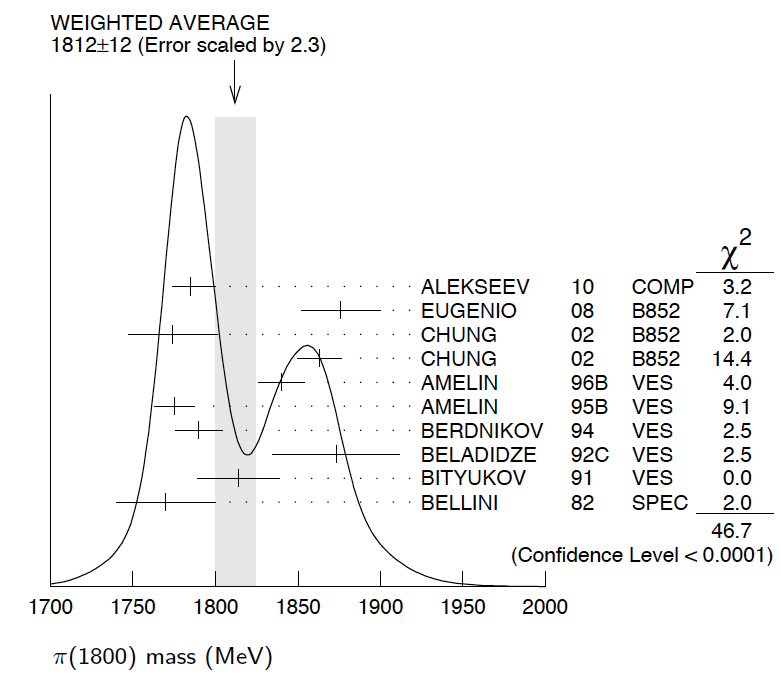 WEIGHTED AVERAGE
1812±12 (Error scaled by 2.3)
χ²
ALEKSEEV 10 COMP 3.2
EUGENIO 08 B852 7.1
CHUNG 02 B852 2.0
CHUNG 02 B852 14.4
AMELIN 96B VES 4.0
AMELIN 95B VES 9.1
BERDNIKOV 94 VES 2.5
BELADIDZE 92C VES 2.5
BITYUKOV 91 VES 0.0
BELLINI 82 SPEC 2.0
46.7
(Confidence Level < 0.0001)
1700 1750 1800 1850 1900 1950 2000
π(1800) mass (MeV)